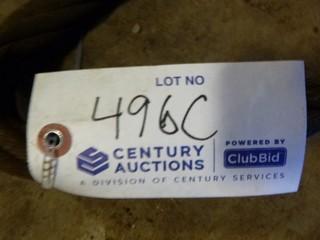 LOT NO
496C
CENTURY
AUCTIONS
A DIVISION OF CENTURY SERVICES
POWERED BY
ClubBid